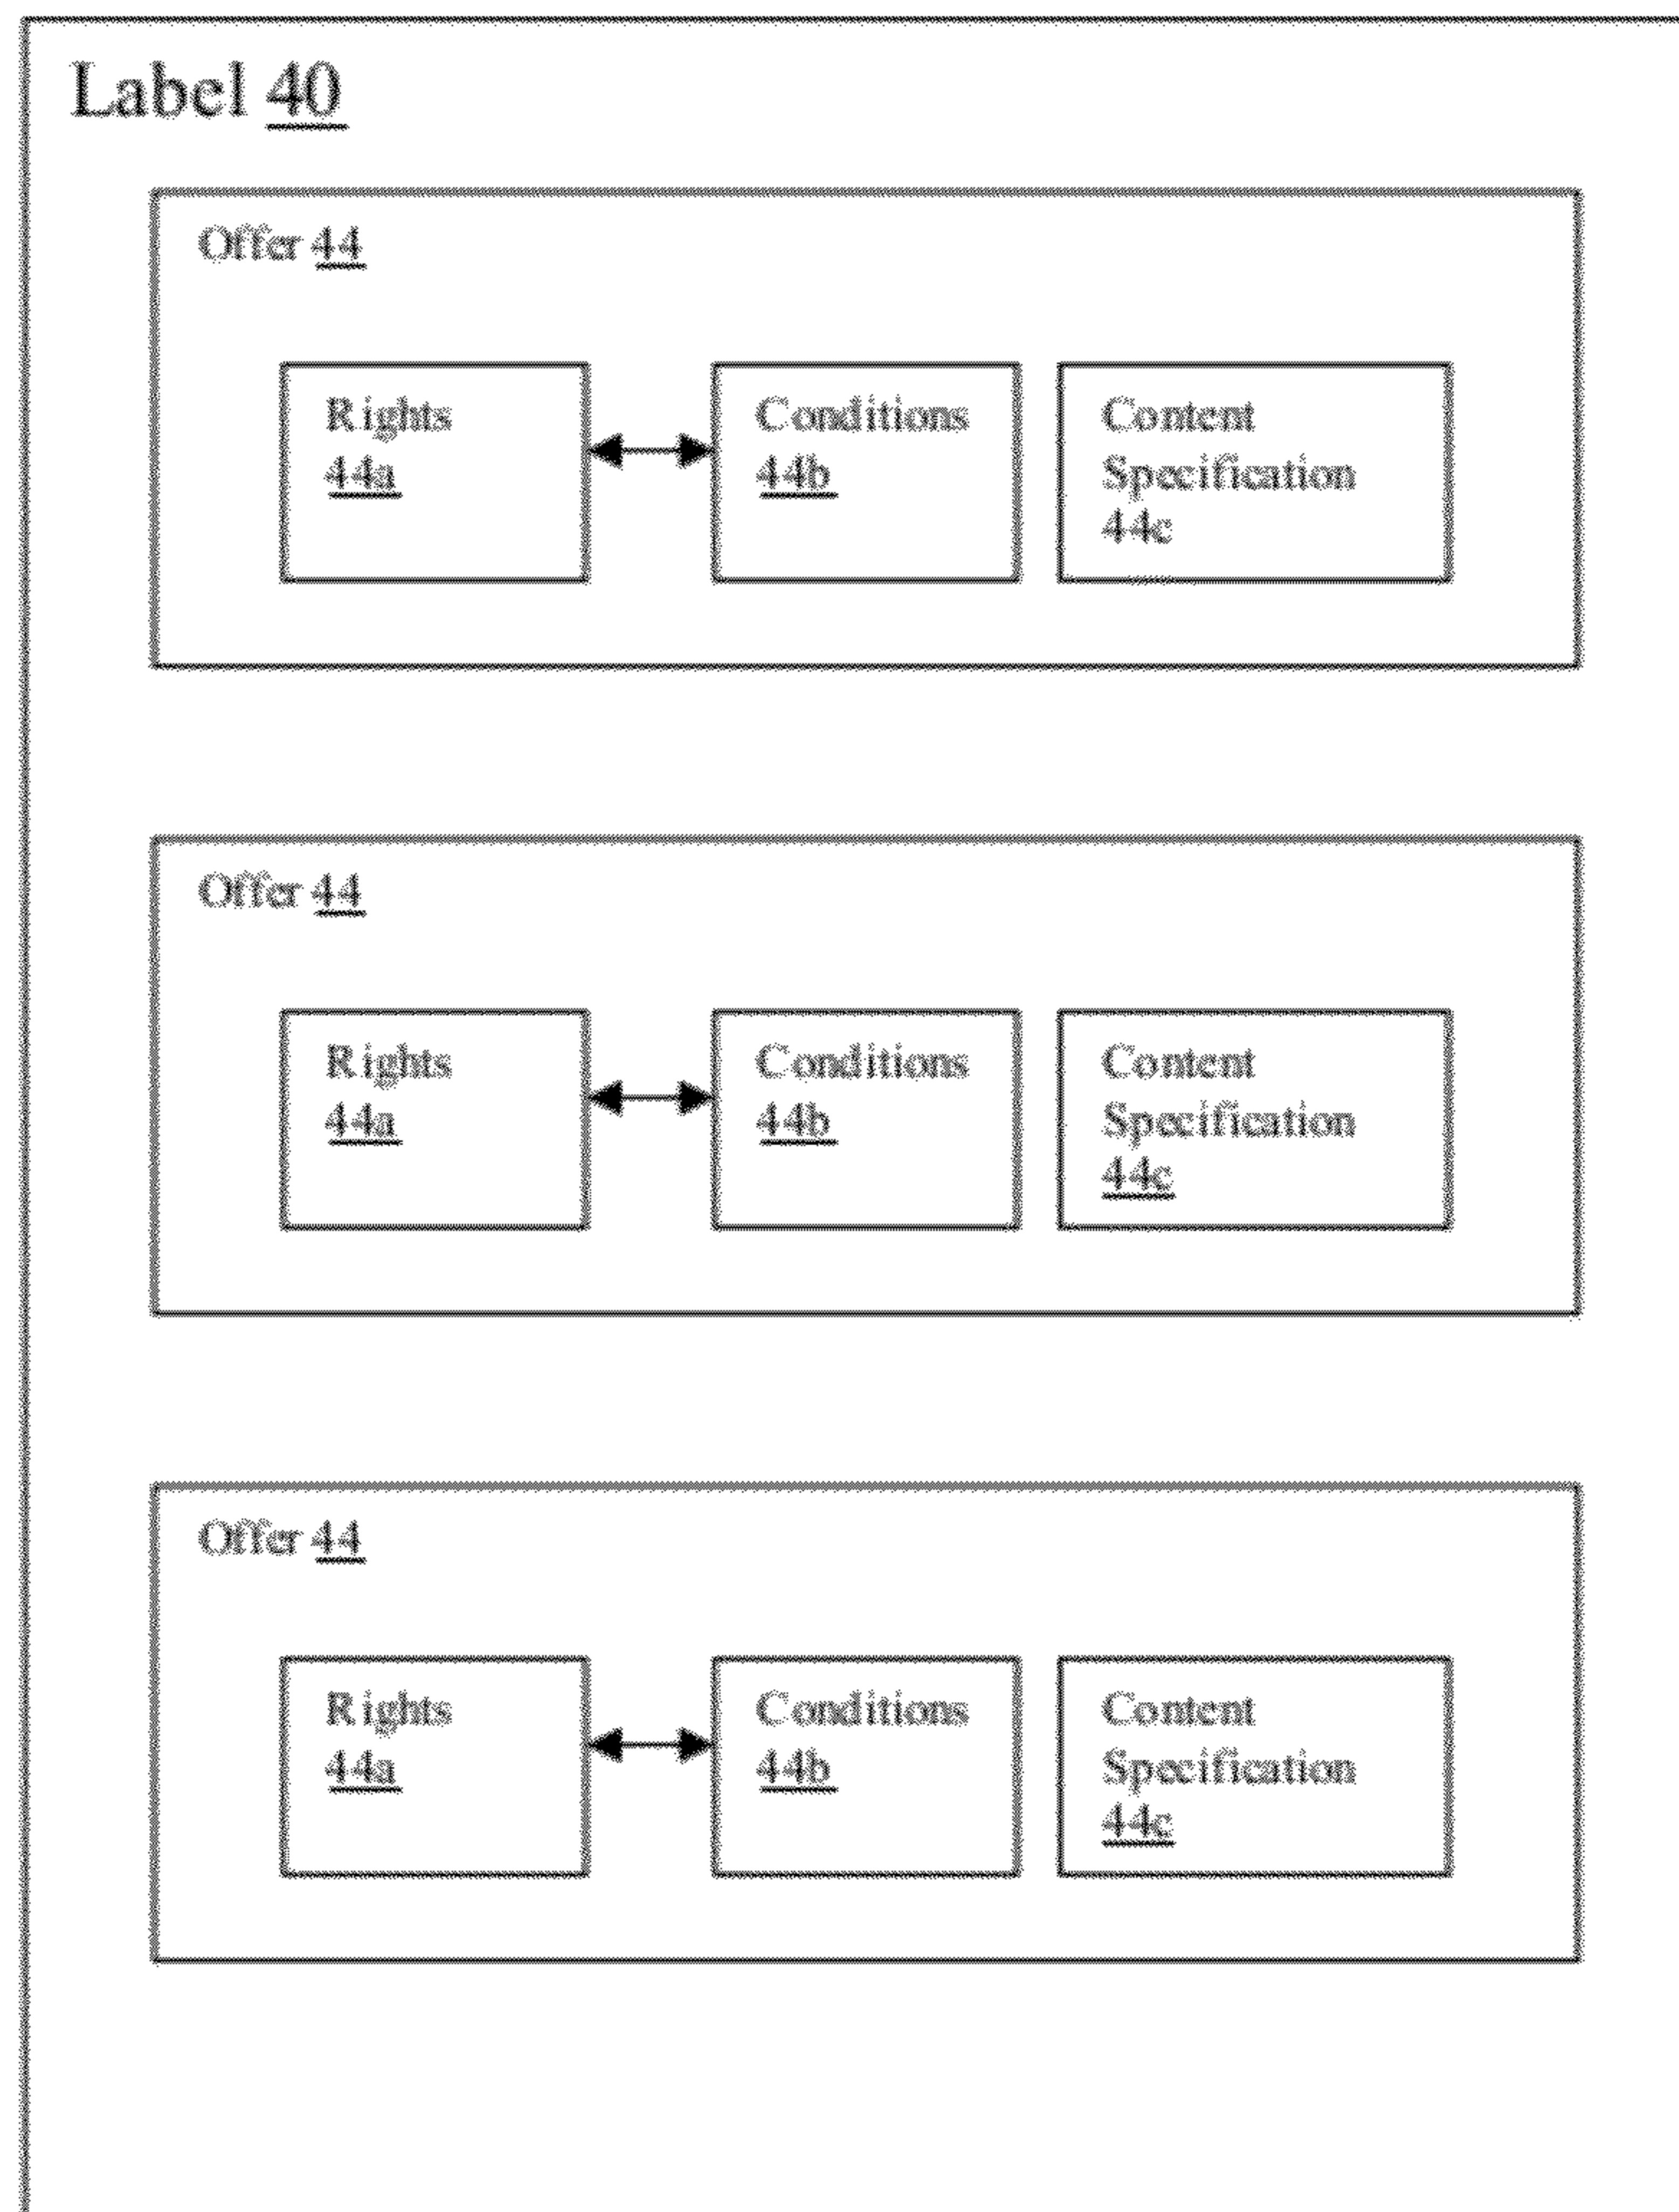 Label 40
Offer 44
Rights
44a
Conditions
44b
Content
Specification
44c
Offer 44
Rights
44a
Conditions
44b
Content
Specification
44c
Offer 44
Rights
44a
Conditions
44b
Content
Specification
44c